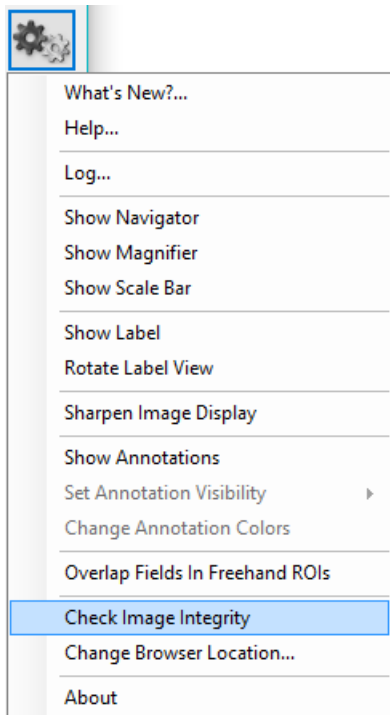 What's New?...
Help...
Log...
Show Navigator
Show Magnifier
Show Scale Bar
Show Label
Rotate Label View
Sharpen Image Display
Show Annotations
Set Annotation Visibility
Change Annotation Colors
Overlap Fields In Freehand ROIs
Check Image Integrity
Change Browser Location...
About